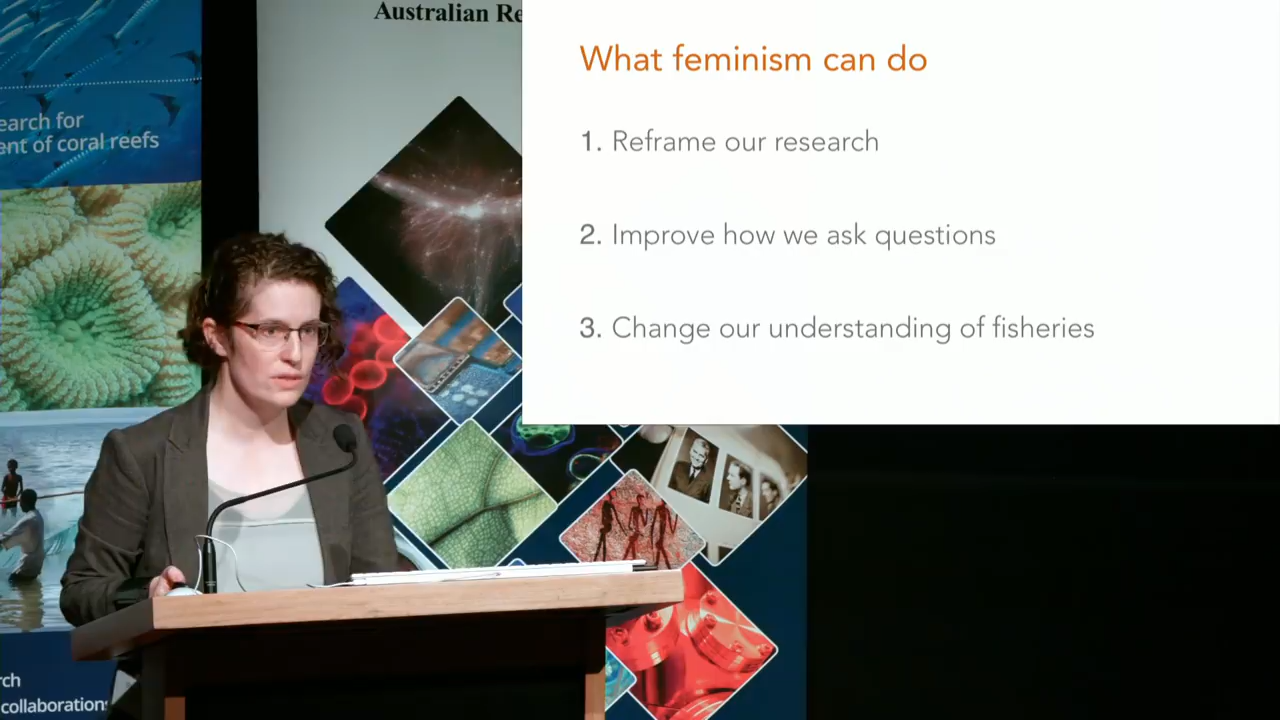 Australian Re
What feminism can do
1. Reframe our research
2. Improve how we ask questions
3. Change our understanding of fisheries
earch for
ent of coral reefs
rch
collaborations